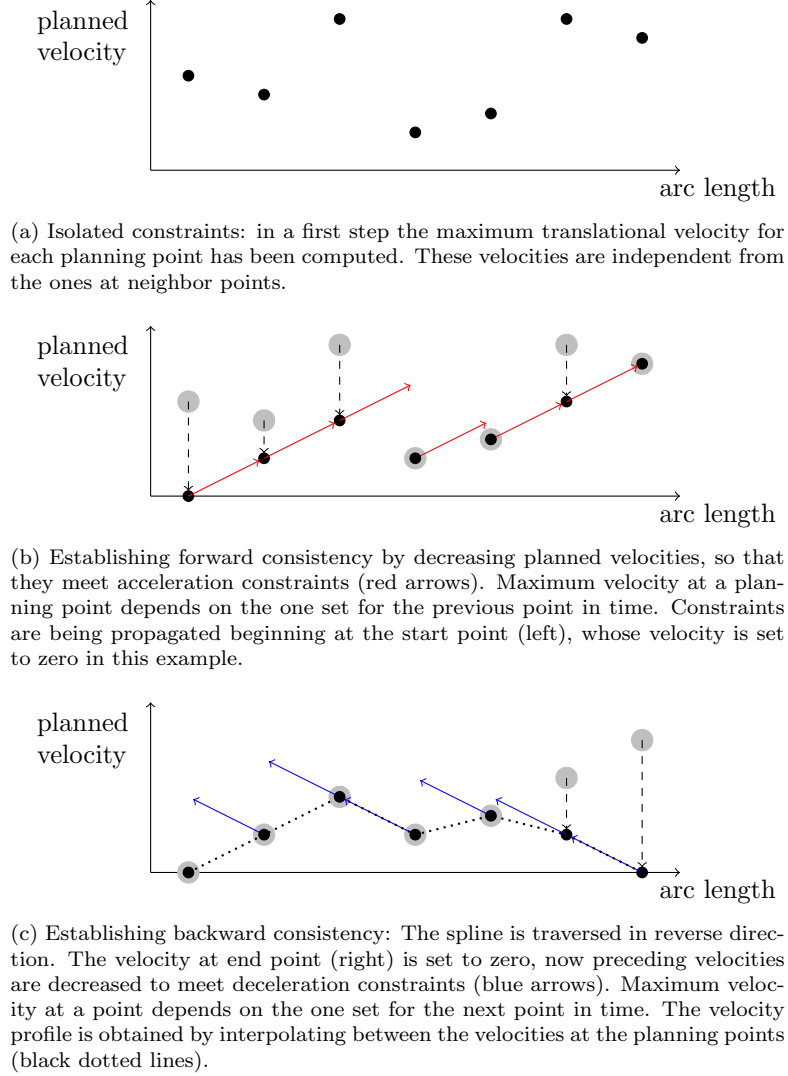 planned
velocity
arc length
(a) Isolated constraints: in a first step the maximum translational velocity for
each planning point has been computed. These velocities are independent from
the ones at neighbor points.
planned
velocity
arc length
(b) Establishing forward consistency by decreasing planned velocities, so that
they meet acceleration constraints (red arrows). Maximum velocity at a plan-
ning point depends on the one set for the previous point in time. Constraints
are being propagated beginning at the start point (left), whose velocity is set
to zero in this example.
planned
velocity
arc length
(c) Establishing backward consistency: The spline is traversed in reverse direc-
tion. The velocity at end point (right) is set to zero, now preceding velocities
are decreased to meet deceleration constraints (blue arrows). Maximum veloc-
ity at a point depends on the one set for the next point in time. The velocity
profile is obtained by interpolating between the velocities at the planning points
(black dotted lines).